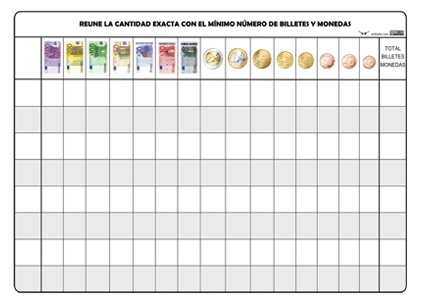 REUNE LA CANTIDAD EXACTA CON EL MÍNIMO NÚMERO DE BILLETES Y MONEDAS
TOTAL
BILLETES
MONEDAS